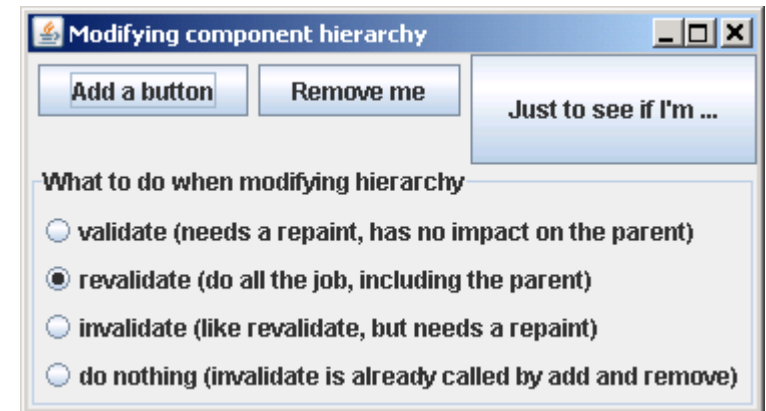 Modifying component hierarchy
Add a button
Remove me
Just to see if I'm ...
What to do when modifying hierarchy
validate (needs a repaint, has no impact on the parent)
revalidate (do all the job, including the parent)
invalidate (like revalidate, but needs a repaint)
do nothing (invalidate is already called by add and remove)